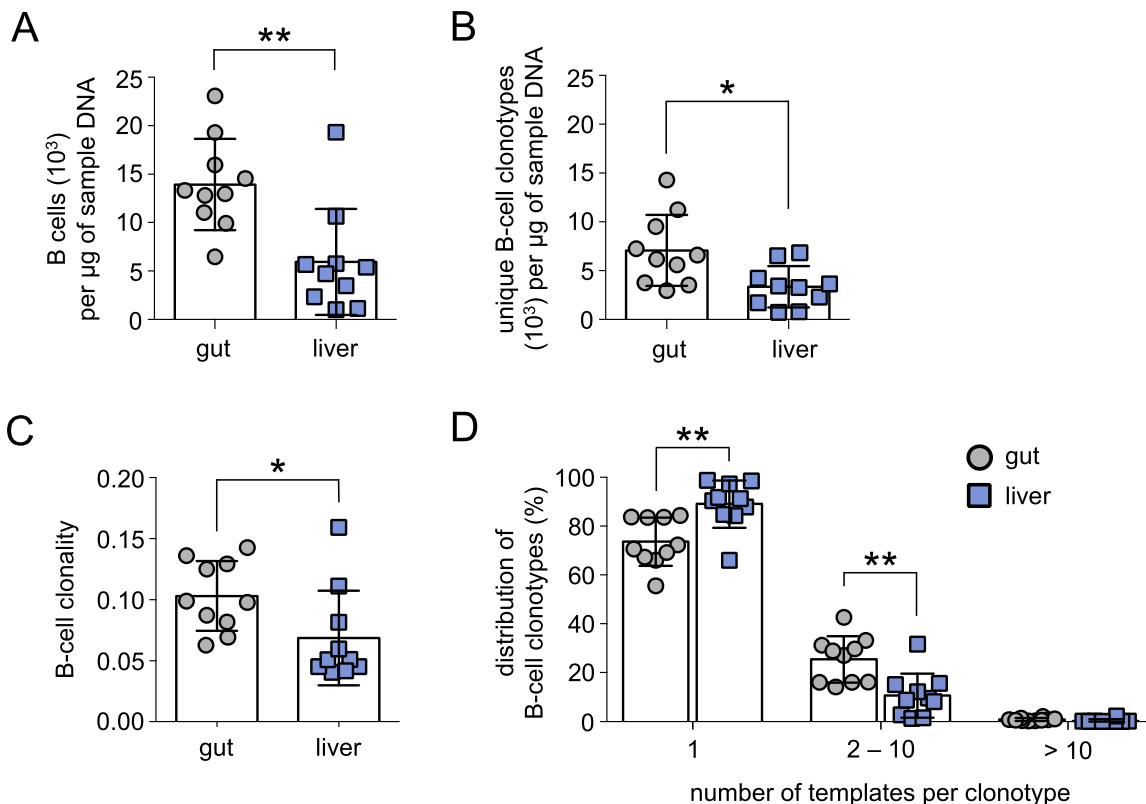 A
**
B cells (10³)
per µg of sample DNA
25
20
15
10
5
0
gut
liver
B
*
unique B-cell clonotypes
(10³) per µg of sample DNA
25
20
15
10
5
0
gut
liver
C
*
B-cell clonality
0.20
0.15
0.10
0.05
0.00
gut
liver
D
**
**
gut
liver
distribution of
B-cell clonotypes (%)
100
80
60
40
20
0
1
2 – 10
> 10
number of templates per clonotype